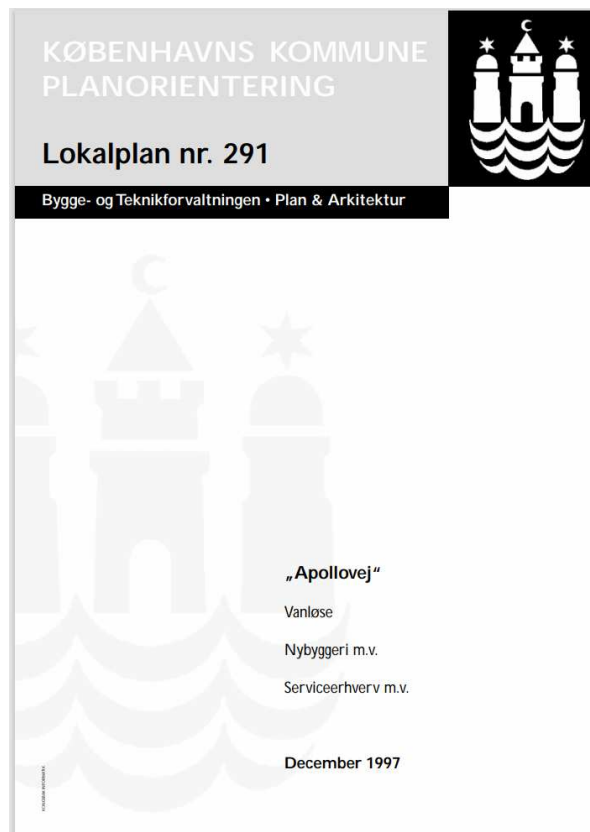 KØBENHAVNS KOMMUNE
PLANORIENTERING
Lokalplan nr. 291
Bygge- og Teknikforvaltningen • Plan & Arkitektur
„Apollovej“
Vanløse
Nybyggeri m.v.
Serviceerhverv m.v.
December 1997